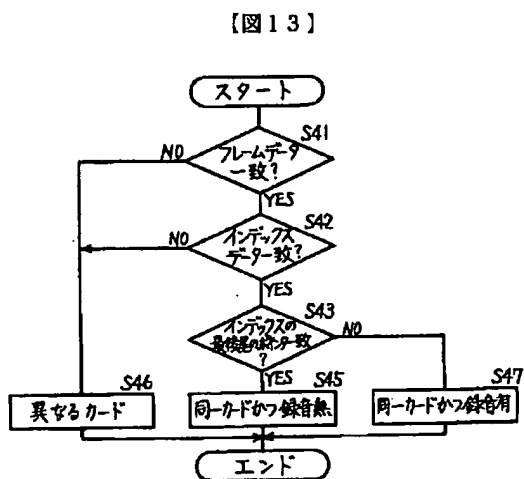 【図13】
スタート
S41
フレームデータ
一致?
NO
YES
S42
インデックス
データ一致?
NO
YES
S43
インデックスの
最後尾のポインター致
?
NO
YES
S46
異なるカード
S45
同一カードかつ録音無
S47
同一カードかつ録音有
エンド